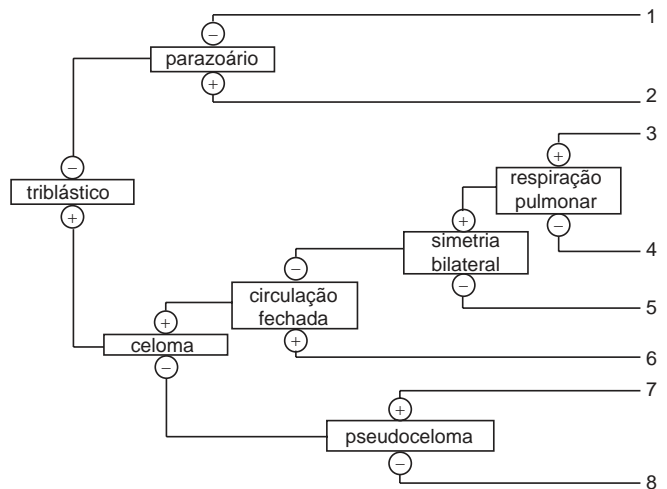 1
−
parazoário
+
2
3
−
+
triblástico
respiração
pulmonar
+
+
−
simetria
bilateral
4
−
−
circulação
fechada
5
+
celoma
+
6
−
7
+
pseudoceloma
−
8